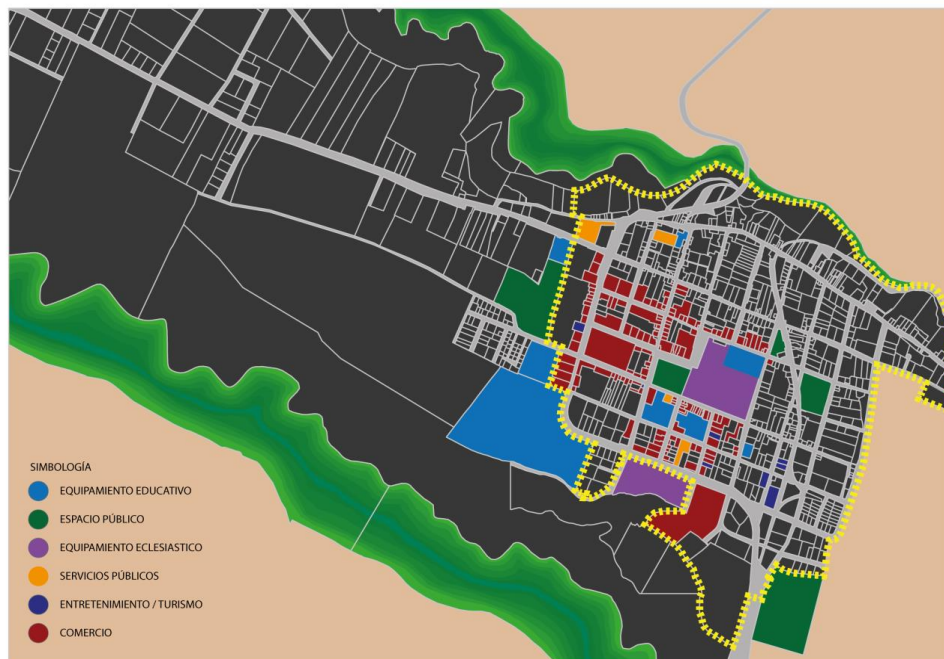 SIMBOLOGÍA
EQUIPAMIENTO EDUCATIVO
ESPACIO PÚBLICO
EQUIPAMIENTO ECLESIASTICO
SERVICIOS PÚBLICOS
ENTRETENIMIENTO / TURISMO
COMERCIO